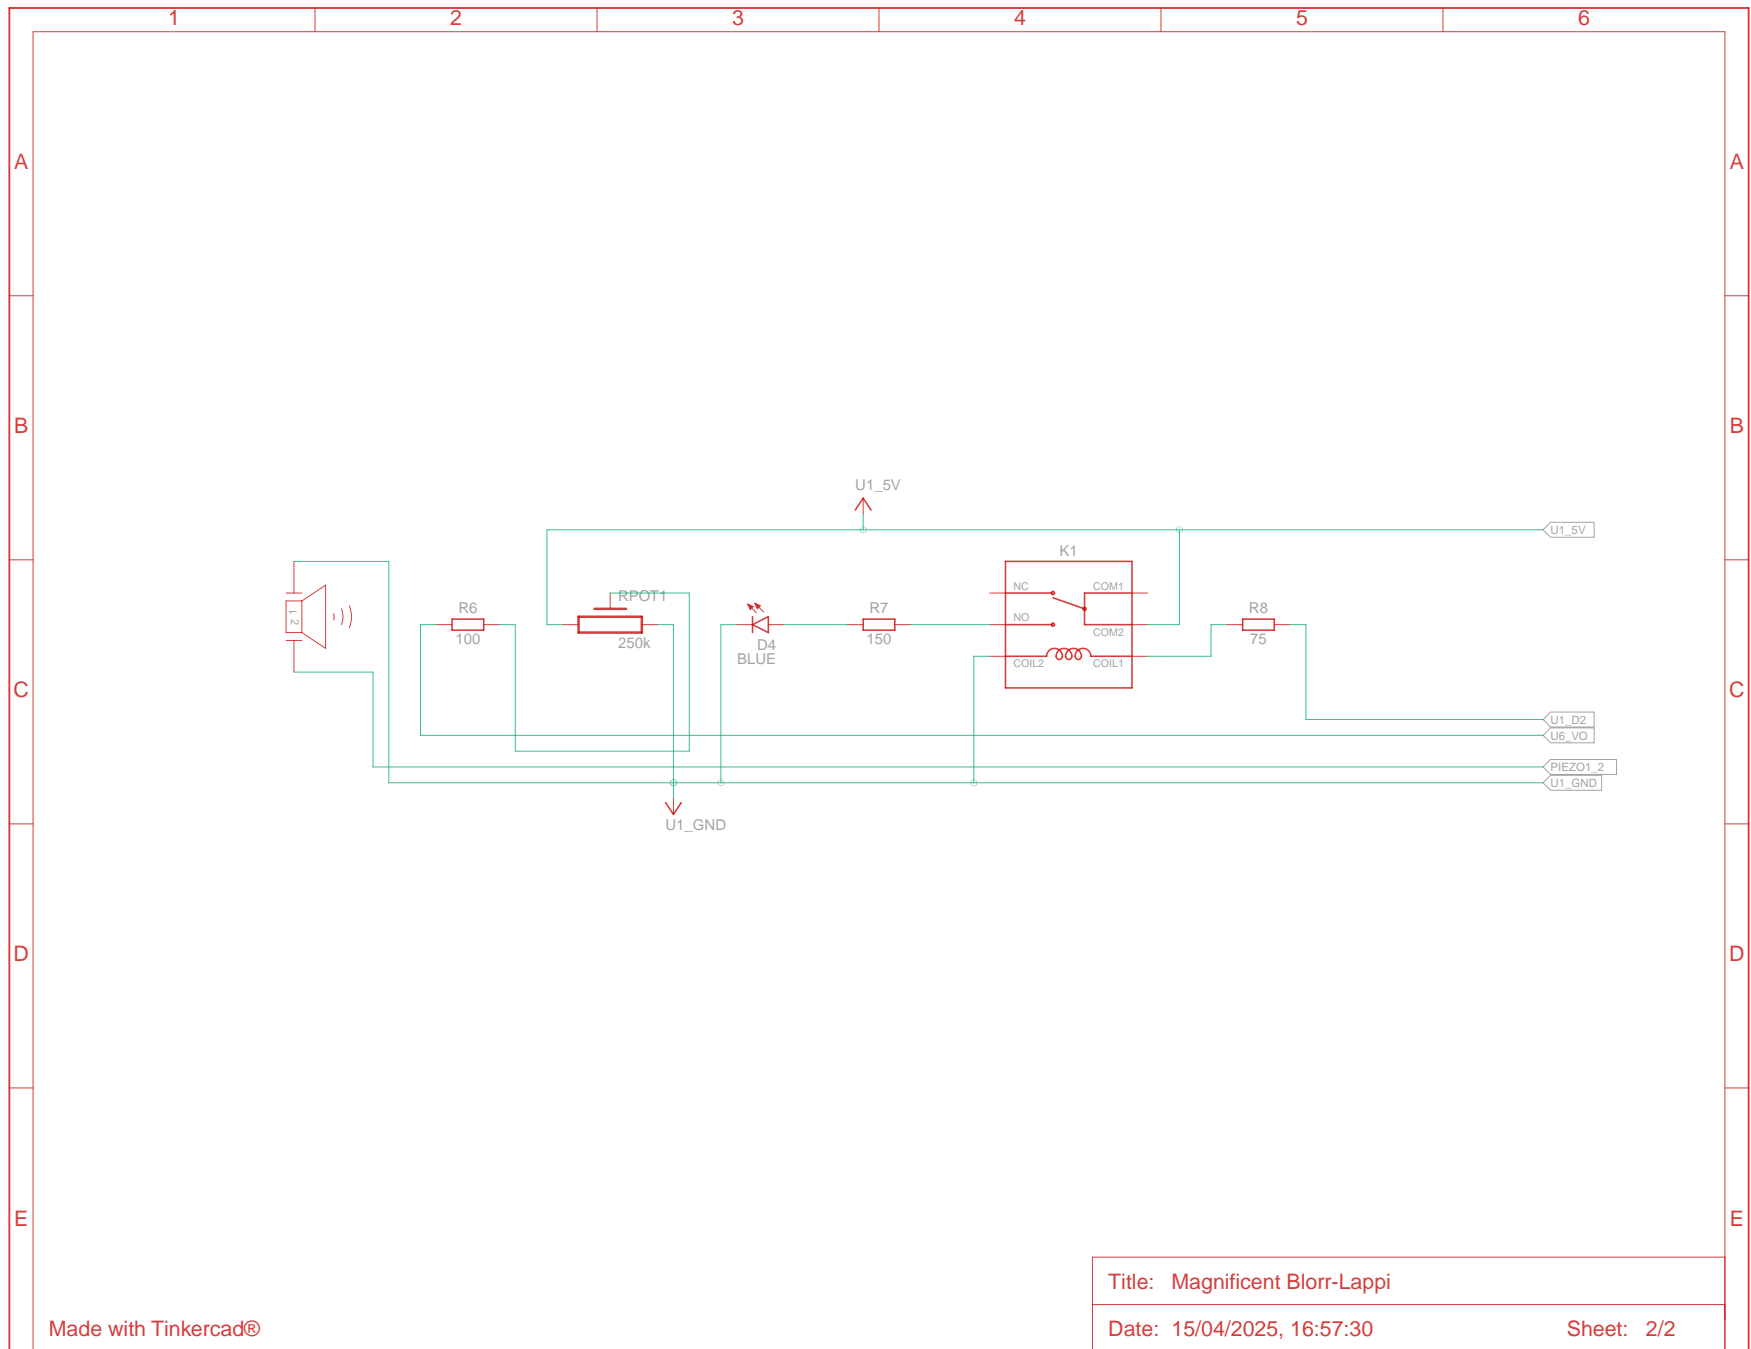 1 2 3 4 5 6
A A
B B
U1_5V
U1_5V
K1
NC COM1
RPOT1
R6 R7 R8
1 2
NO
COM2
100 250k 150 75
D4
BLUE
COIL2 COIL1
C C
U1_D2
U6_VO
PIEZO1_2
U1_GND
U1_GND
D D
E E
Title: Magnificent Blorr-Lappi
Made with Tinkercad®
Date: 15/04/2025, 16:57:30 Sheet: 2/2